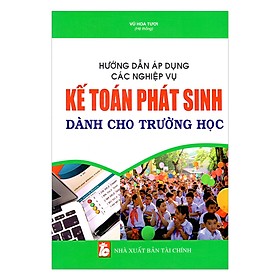 VŨ HOA TƯƠI
(Hệ thống)
HƯỚNG DẪN ÁP DỤNG
CÁC NGHIỆP VỤ
KẾ TOÁN PHÁT SINH
DÀNH CHO TRƯỜNG HỌC
NHÀ XUẤT BẢN TÀI CHÍNH